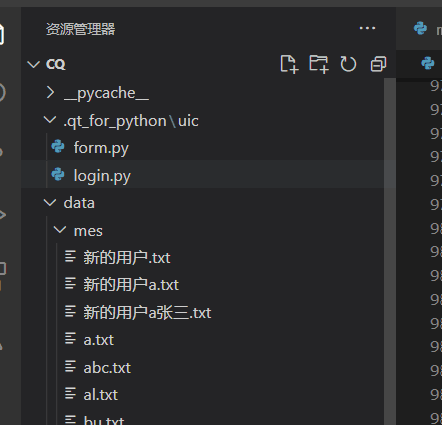 资源管理器
CQ
__pycache__
.qt_for_python\uic
form.py
login.py
data
mes
新的用户.txt
新的用户a.txt
新的用户a张三.txt
a.txt
abc.txt
al.txt
bu.txt